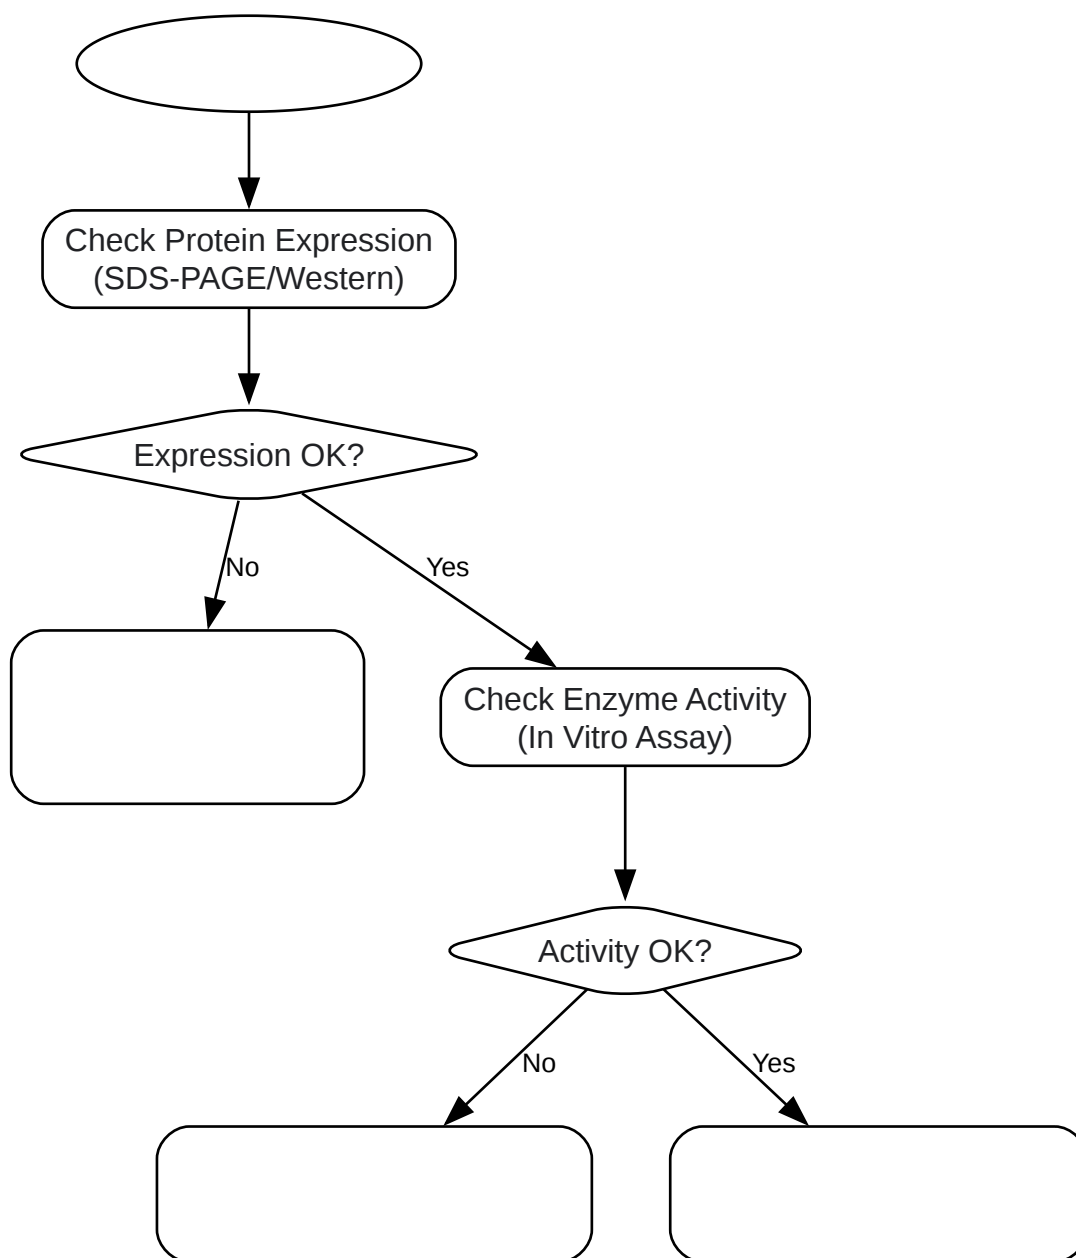 Check Protein Expression
(SDS-PAGE/Western)
Expression OK?
No
Yes
Check Enzyme Activity
(In Vitro Assay)
Activity OK?
No
Yes